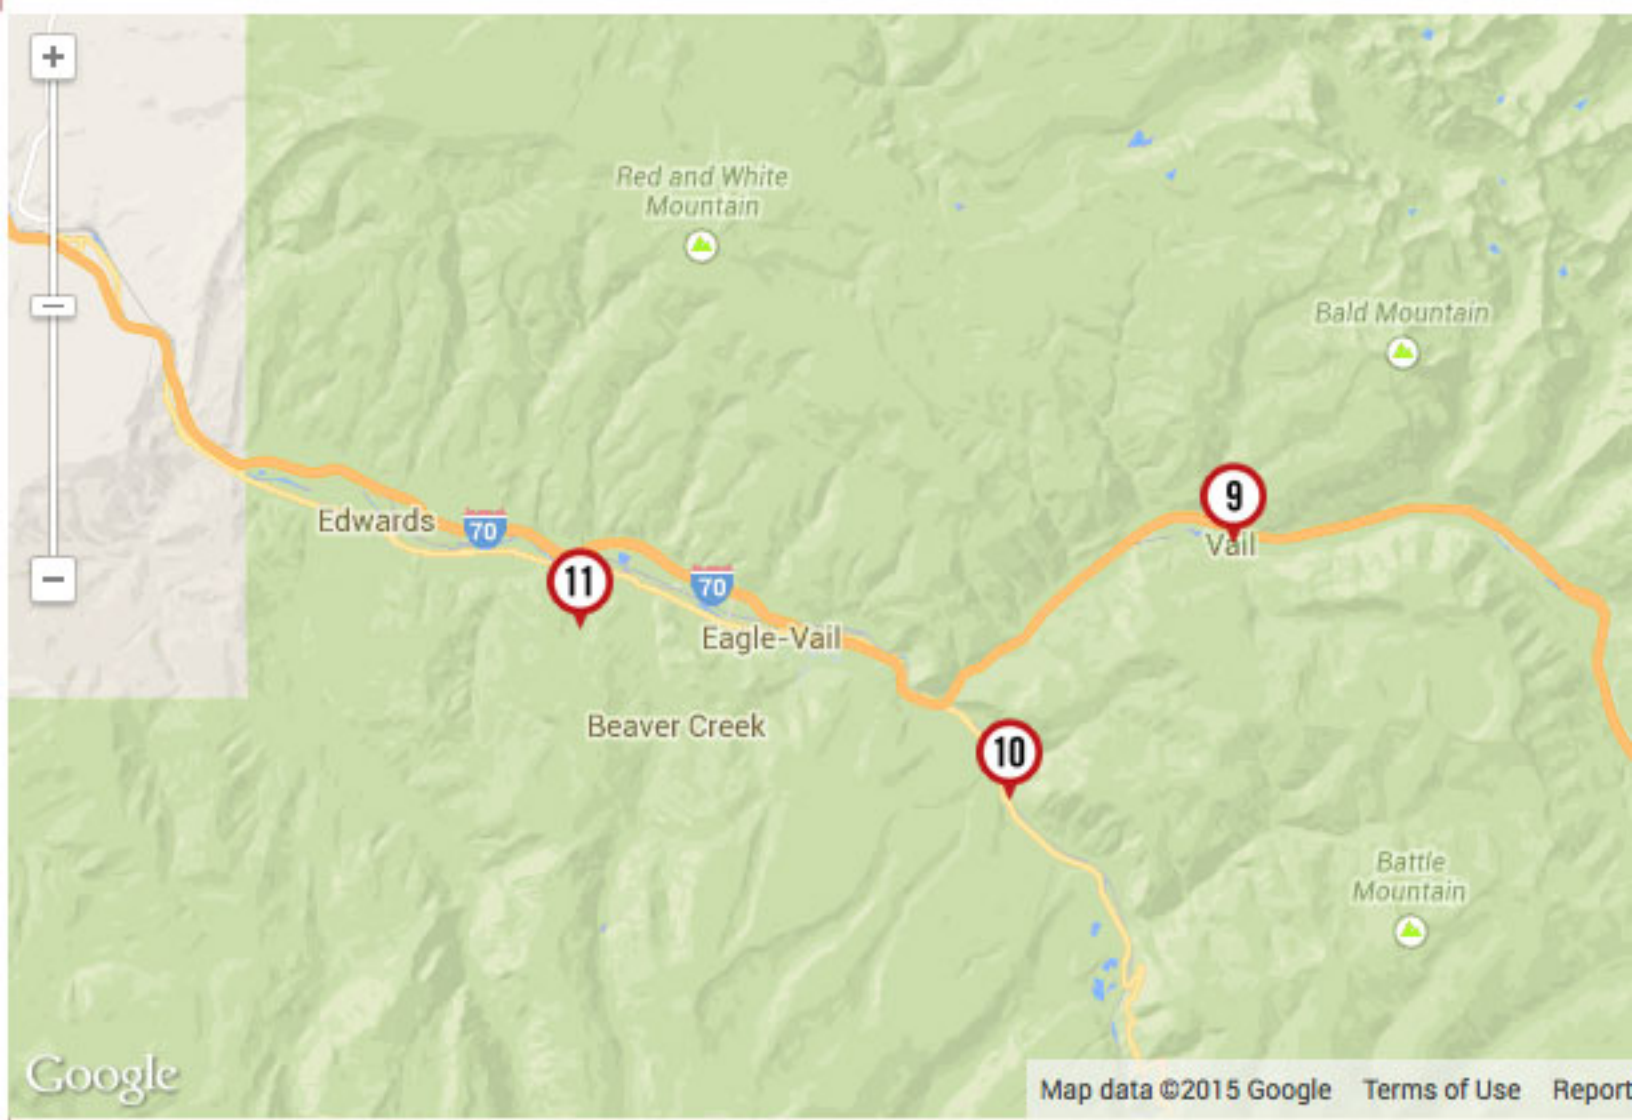 +
Red and White
Mountain
Bald Mountain
9
Vail
Edwards
70
11
70
Eagle-Vail
Beaver Creek
10
Battle
Mountain
Google
Map data ©2015 Google Terms of Use Report